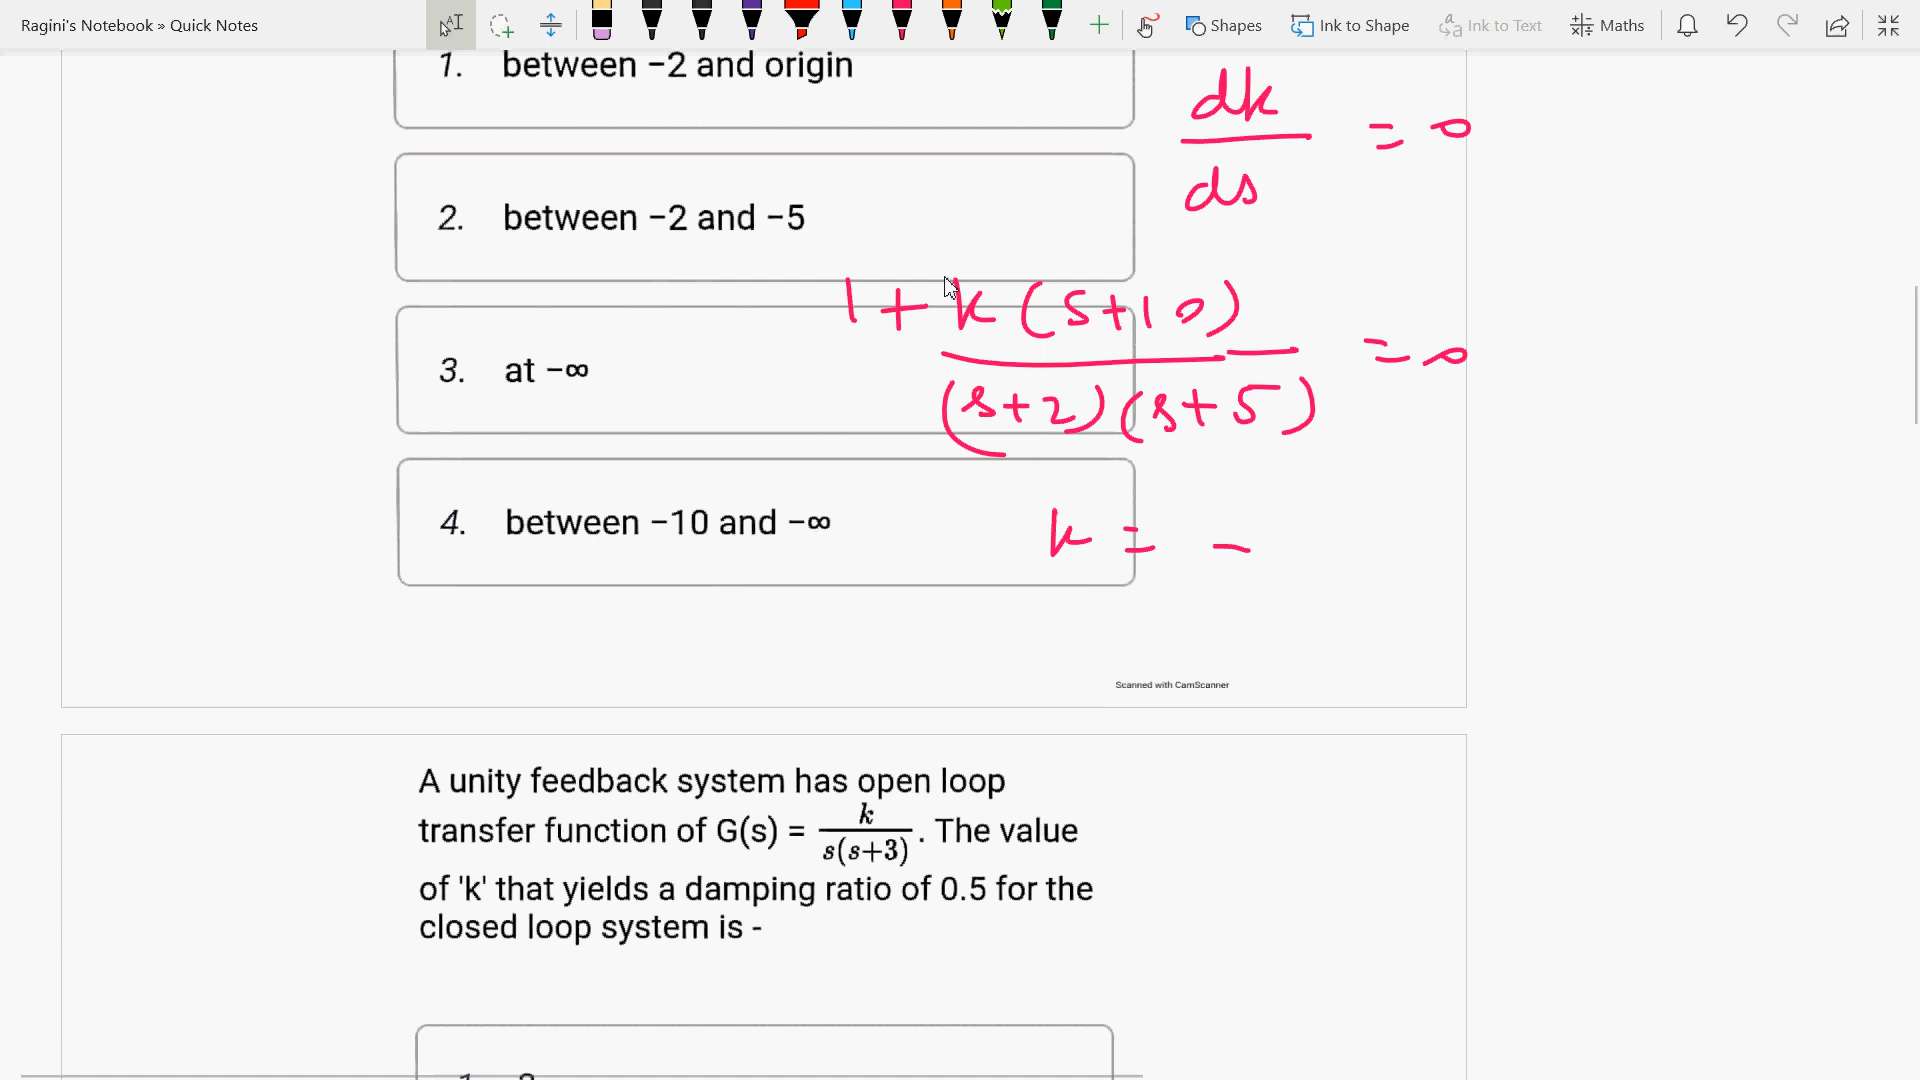 Ragini's Notebook » Quick Notes
Shapes
Ink to Shape
Ink to Text
Maths
1. between −2 and origin
dk/ds = 0
2. between −2 and −5
1 + k(s+10)/(s+2)(s+5) = 0
3. at −∞
4. between −10 and −∞
k = −
Scanned with CamScanner
A unity feedback system has open loop
transfer function of G(s) = k/s(s+3). The value
of 'k' that yields a damping ratio of 0.5 for the
closed loop system is -